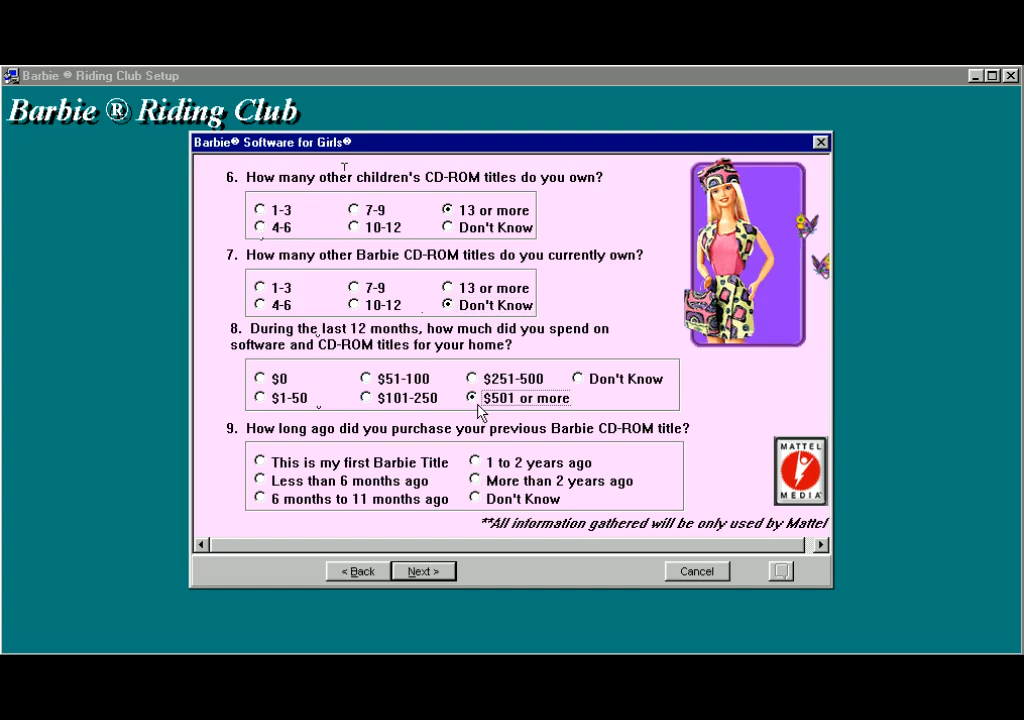 Barbie ® Riding Club Setup
Barbie ® Riding Club
Barbie® Software for Girls®
6. How many other children's CD-ROM titles do you own?
1-3 7-9 13 or more
4-6 10-12 Don't Know
7. How many other Barbie CD-ROM titles do you currently own?
1-3 7-9 13 or more
4-6 10-12 Don't Know
8. During the last 12 months, how much did you spend on
software and CD-ROM titles for your home?
$0 $51-100 $251-500 Don't Know
$1-50 $101-250 $501 or more
9. How long ago did you purchase your previous Barbie CD-ROM title?
This is my first Barbie Title 1 to 2 years ago
Less than 6 months ago More than 2 years ago
6 months to 11 months ago Don't Know
MATTEL
MEDIA
**All information gathered will be only used by Mattel
< Back Next > Cancel